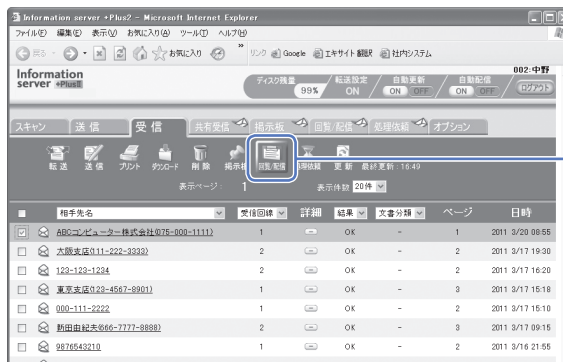 Information server +Plus2 - Microsoft Internet Explorer
ファイル(F) 編集(E) 表示(V) お気に入り(A) ツール(T) ヘルプ(H)
戻る お気に入り » リンク Google エキサイト 翻訳 社内システム
Information server +PlusⅡ
002:中野
ディスク残量 99% 転送設定 ON 自動更新 ON OFF 自動配信 ON OFF ログアウト
スキャン 送信 受信 共有受信 掲示板 回覧/配信 処理依頼 オプション
転送 送信 プリント ダウンロード 削除 掲示板 回覧/配信 処理依頼 更新 最終更新:16:49
表示ページ: 1 表示件数 20件
相手先名 受信回線 詳細 結果 文書分類 ページ 日時
ABCコンピューター株式会社(075-000-1111) 1 OK - 1 2011 3/20 08:55
大阪支店(111-222-3333) 2 OK - 2 2011 3/17 19:30
123-123-1234 2 OK - 2 2011 3/17 16:20
東京支店(123-4567-8901) 1 OK - 3 2011 3/17 15:18
000-111-2222 1 OK - 2 2011 3/17 15:10
新田由紀夫(666-7777-8888) 2 OK - 3 2011 3/17 09:15
9876543210 1 OK - 2 2011 3/16 21:55